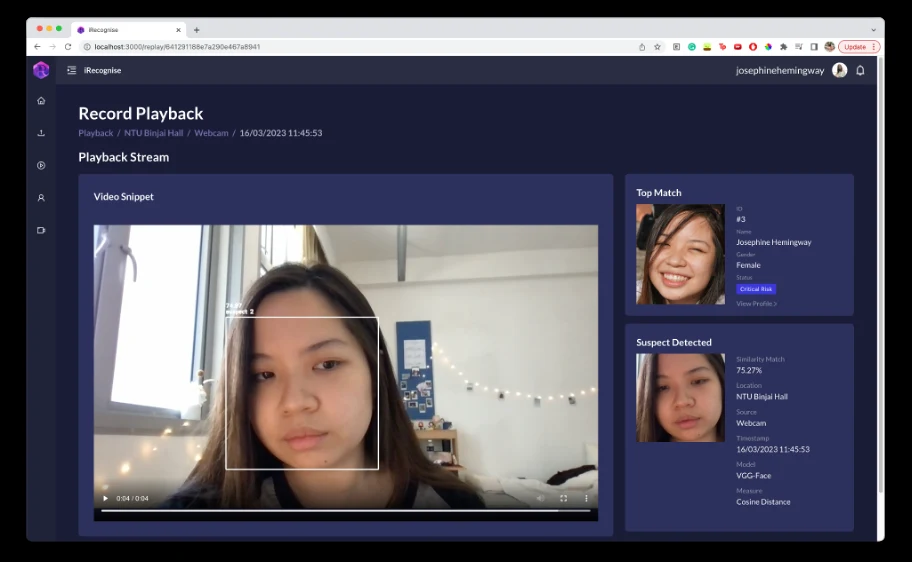 iRecognise
localhost:3000/replay/641291188e7a290e467a8941
Update
iRecognise
josephinehemingway
Record Playback
Playback / NTU Binjai Hall / Webcam / 16/03/2023 11:45:53
Playback Stream
Video Snippet
75.27
suspect 2
0:04 / 0:04
Top Match
ID
#3
Name
Josephine Hemingway
Gender
Female
Status
Critical Risk
View Profile >
Suspect Detected
Similarity Match
75.27%
Location
NTU Binjai Hall
Source
Webcam
Timestamp
16/03/2023 11:45:53
Model
VGG-Face
Measure
Cosine Distance